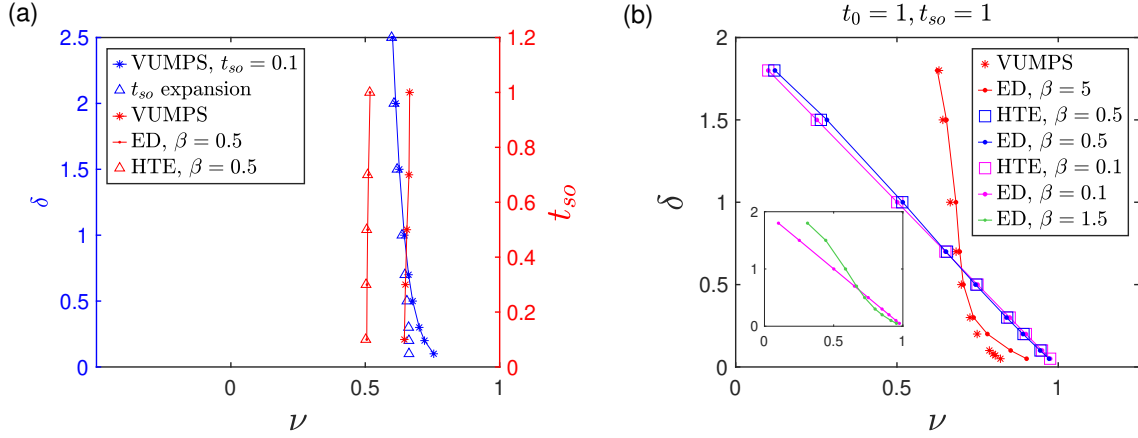 (a)
2.5
2
1.5
1
0.5
0
δ
VUMPS, t_so = 0.1
t_so expansion
VUMPS
ED, β = 0.5
HTE, β = 0.5
1.2
1
0.8
0.6
0.4
0.2
0
t_so
0 0.5 1
ν
(b)
t_0 = 1, t_so = 1
2
1.5
1
0.5
0
δ
VUMPS
ED, β = 5
HTE, β = 0.5
ED, β = 0.5
HTE, β = 0.1
ED, β = 0.1
ED, β = 1.5
2
1
0
0 0.5 1
0 0.5 1
ν